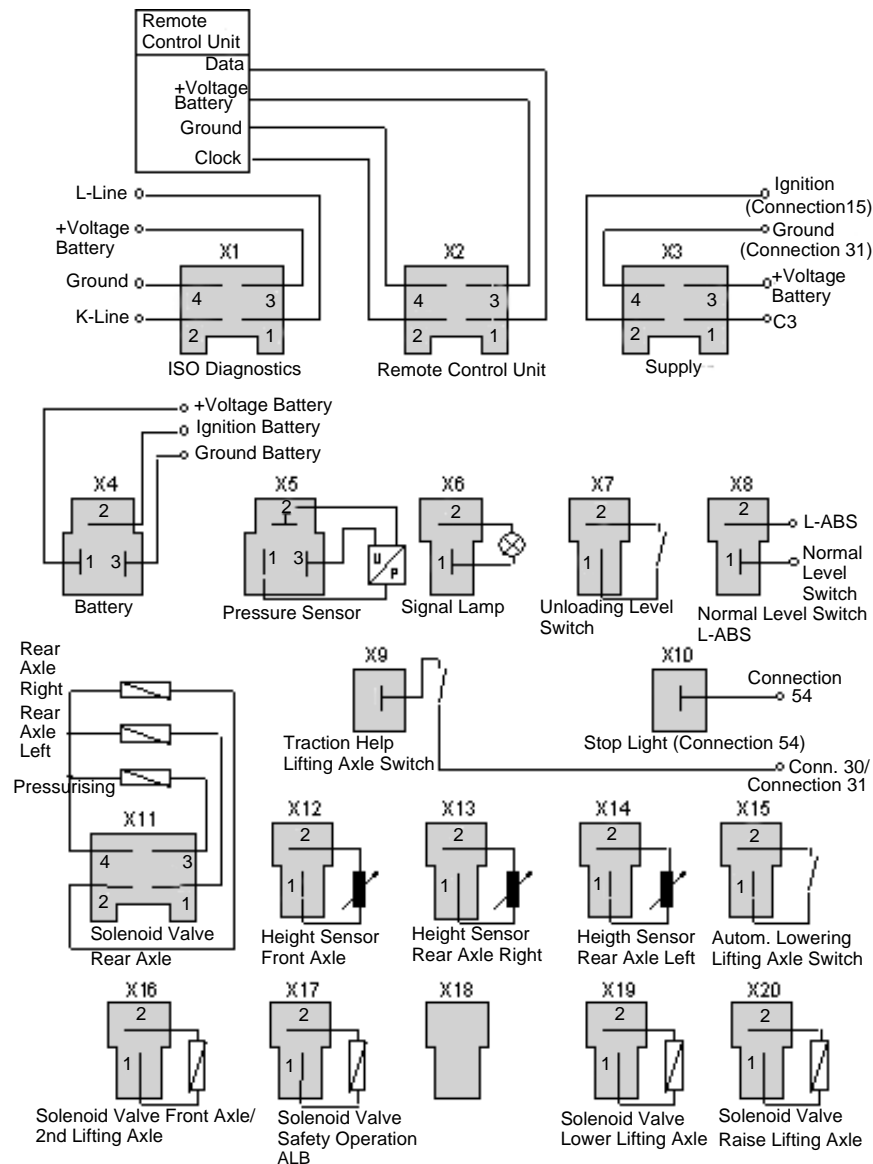 Remote
Control Unit
Data
+Voltage
Battery
Ground
Clock
L-Line
+Voltage
Battery
Ground
K-Line
X1
4 3
2 1
ISO Diagnostics
X2
4 3
2 1
Remote Control Unit
Ignition
(Connection15)
Ground
(Connection 31)
+Voltage
Battery
C3
X3
4 3
2 1
Supply
+Voltage Battery
Ignition Battery
Ground Battery
X4
2
1 3
Battery
X5
2
1 3
U
P
Pressure Sensor
X6
2
1
Signal Lamp
X7
2
1
Unloading Level
Switch
X8
2
1
L-ABS
Normal
Level
Switch
Normal Level Switch
L-ABS
Rear
Axle
Right
Rear
Axle
Left
Pressurising
X9
Traction Help
Lifting Axle Switch
X10
Connection
54
Stop Light (Connection 54)
Conn. 30/
Connection 31
X11
4 3
2 1
Solenoid Valve
Rear Axle
X12
2
1
Height Sensor
Front Axle
X13
2
1
Height Sensor
Rear Axle Right
X14
2
1
Heigth Sensor
Rear Axle Left
X15
2
1
Autom. Lowering
Lifting Axle Switch
X16
2
1
Solenoid Valve Front Axle/
2nd Lifting Axle
X17
2
1
Solenoid Valve
Safety Operation
ALB
X18
X19
2
1
Solenoid Valve
Lower Lifting Axle
X20
2
1
Solenoid Valve
Raise Lifting Axle